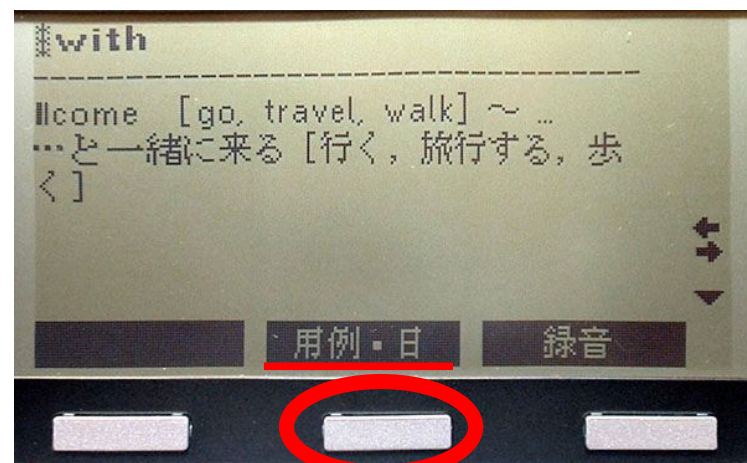 with
come [go, travel, walk] ～ …
…と一緒に来る [行く, 旅行する, 歩
く]
用例・日 録音